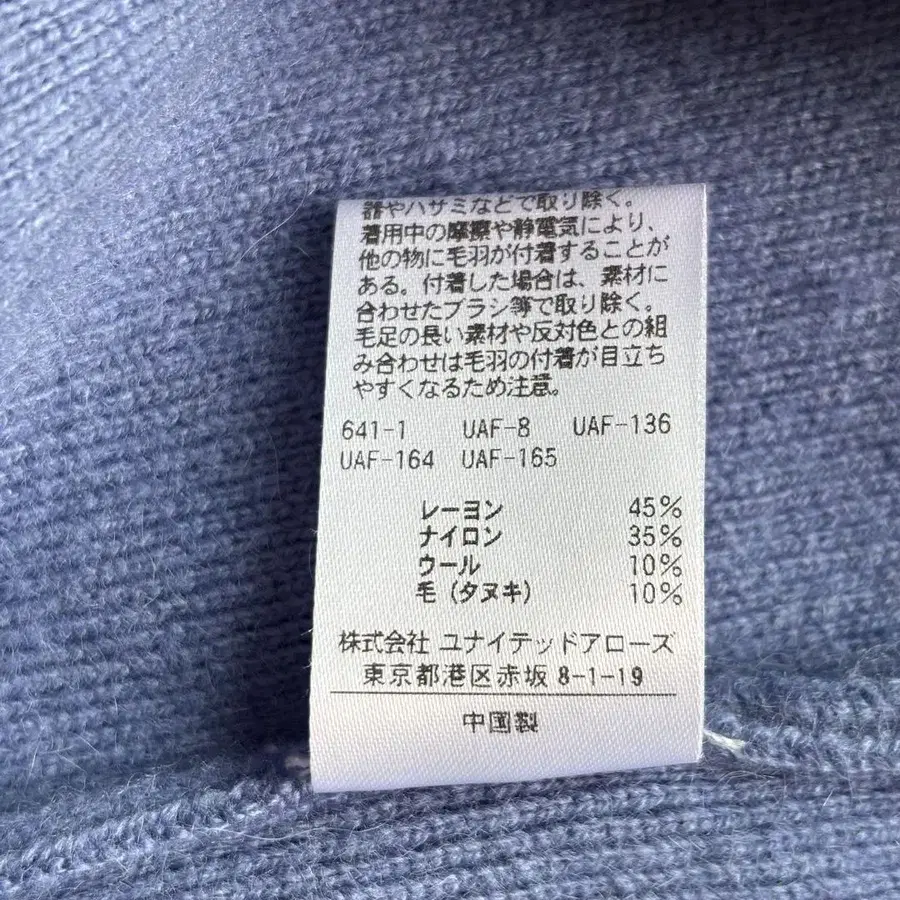 器やハサミなどで取り除く。
着用中の摩擦や静電気により、
他の物に毛羽が付着することが
ある。付着した場合は、素材に
合わせたブラシ等で取り除く。
毛足の長い素材や反対色との組
み合わせは毛羽の付着が目立ち
やすくなるため注意。
641-1 UAF-8 UAF-136
UAF-164 UAF-165
レーヨン 45%
ナイロン 35%
ウール 10%
毛(タヌキ) 10%
株式会社 ユナイテッドアローズ
東京都港区赤坂 8-1-19
中国製